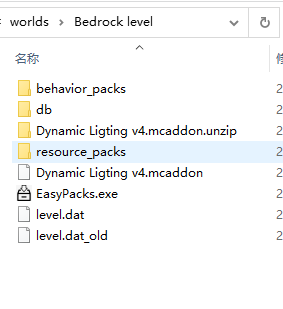 worlds > Bedrock level
名称
behavior_packs
db
Dynamic Ligting v4.mcaddon.unzip
resource_packs
Dynamic Ligting v4.mcaddon
EasyPacks.exe
level.dat
level.dat_old